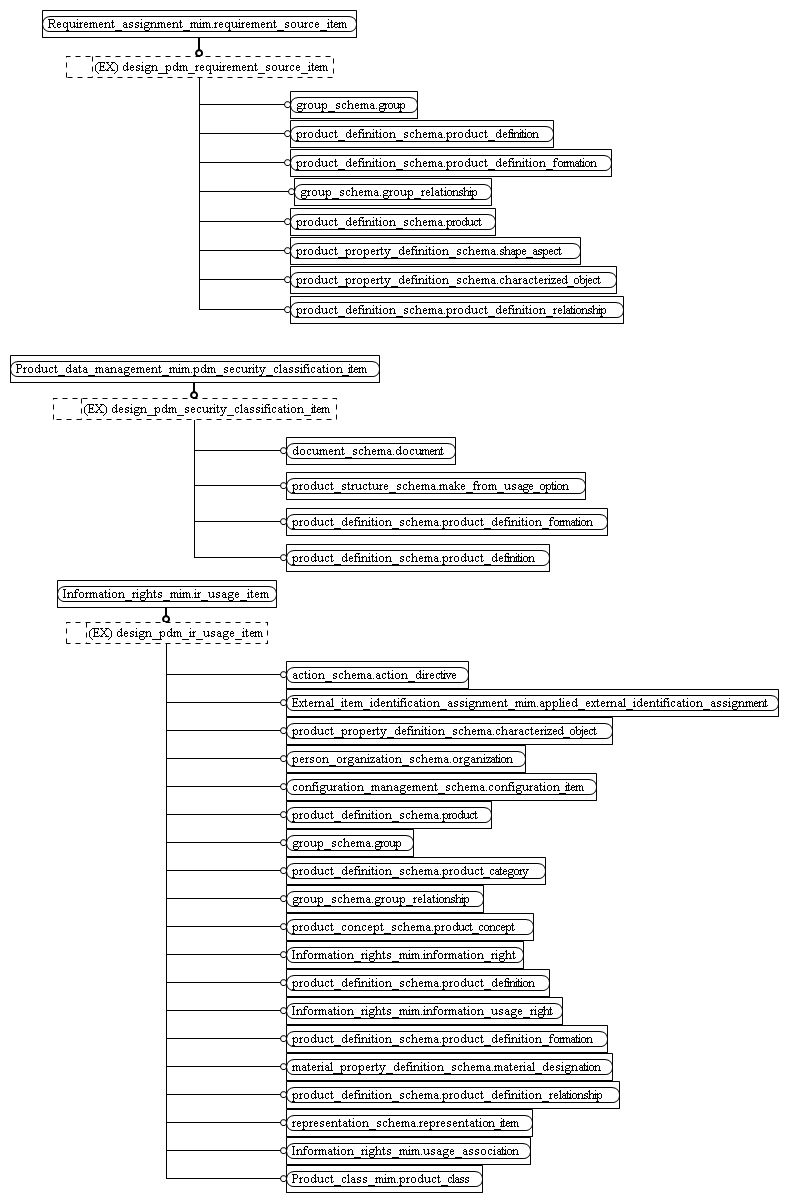 Requirement_assignment_mim.requirement_source_item
(EX) design_pdm_requirement_source_item
group_schema.group
product_definition_schema.product_definition
product_definition_schema.product_definition_formation
group_schema.group_relationship
product_definition_schema.product
product_property_definition_schema.shape_aspect
product_property_definition_schema.characterized_object
product_definition_schema.product_definition_relationship
Product_data_management_mim.pdm_security_classification_item
(EX) design_pdm_security_classification_item
document_schema.document
product_structure_schema.make_from_usage_option
product_definition_schema.product_definition_formation
product_definition_schema.product_definition
Information_rights_mim.ir_usage_item
(EX) design_pdm_ir_usage_item
action_schema.action_directive
External_item_identification_assignment_mim.applied_external_identification_assignment
product_property_definition_schema.characterized_object
person_organization_schema.organization
configuration_management_schema.configuration_item
product_definition_schema.product
group_schema.group
product_definition_schema.product_category
group_schema.group_relationship
product_concept_schema.product_concept
Information_rights_mim.information_right
product_definition_schema.product_definition
Information_rights_mim.information_usage_right
product_definition_schema.product_definition_formation
material_property_definition_schema.material_designation
product_definition_schema.product_definition_relationship
representation_schema.representation_item
Information_rights_mim.usage_association
Product_class_mim.product_class